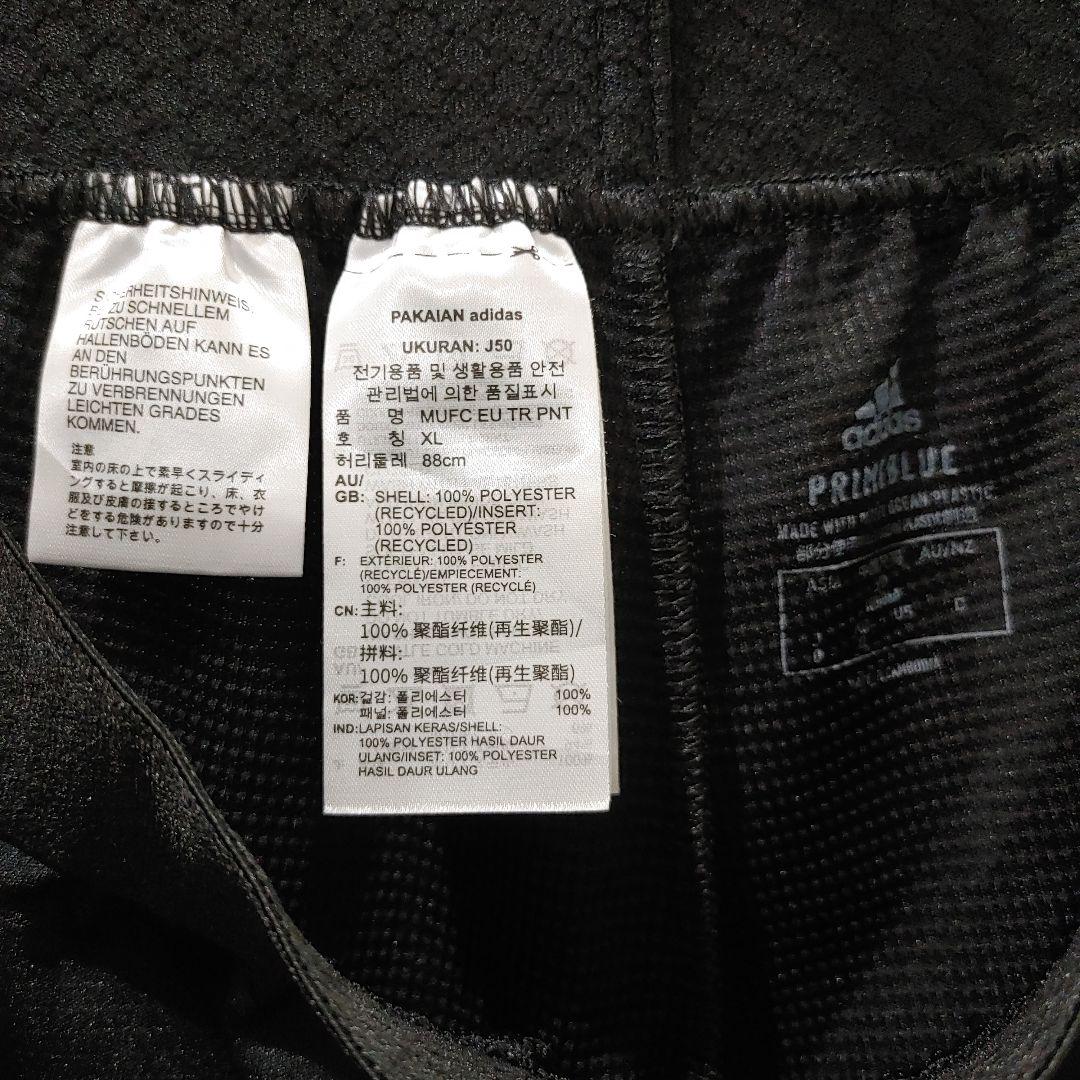 SICHERHEITSHINWEIS:
ZU SCHNELLEM
RUTSCHEN AUF
HALLENBÖDEN KANN ES
AN DEN
BERÜHRUNGSPUNKTEN
ZU VERBRENNUNGEN
LEICHTEN GRADES
KOMMEN.
注意
室内の床の上で素早くスライディ
ングすると摩擦が起こり、床、衣
服及び皮膚の接するところでやけ
どをする危険がありますので十分
注意して下さい。
PAKAIAN adidas
UKURAN: J50
전기용품 및 생활용품 안전
관리법에 의한 품질표시
품 명 MUFC EU TR PNT
호 칭 XL
허리둘레 88cm
AU/
GB: SHELL: 100% POLYESTER
(RECYCLED)/INSERT:
100% POLYESTER
(RECYCLED)
F: EXTÉRIEUR: 100% POLYESTER
(RECYCLÉ)/EMPIECEMENT:
100% POLYESTER (RECYCLÉ)
CN: 主料:
100% 聚酯纤维(再生聚酯)/
拼料:
100% 聚酯纤维(再生聚酯)
KOR: 겉감: 폴리에스터 100%
패널: 폴리에스터 100%
IND: LAPISAN KERAS/SHELL:
100% POLYESTER HASIL DAUR
ULANG/INSET: 100% POLYESTER
HASIL DAUR ULANG
adidas
PRIMEBLUE
MADE WITH OCEAN PLASTIC
AU/NZ
US